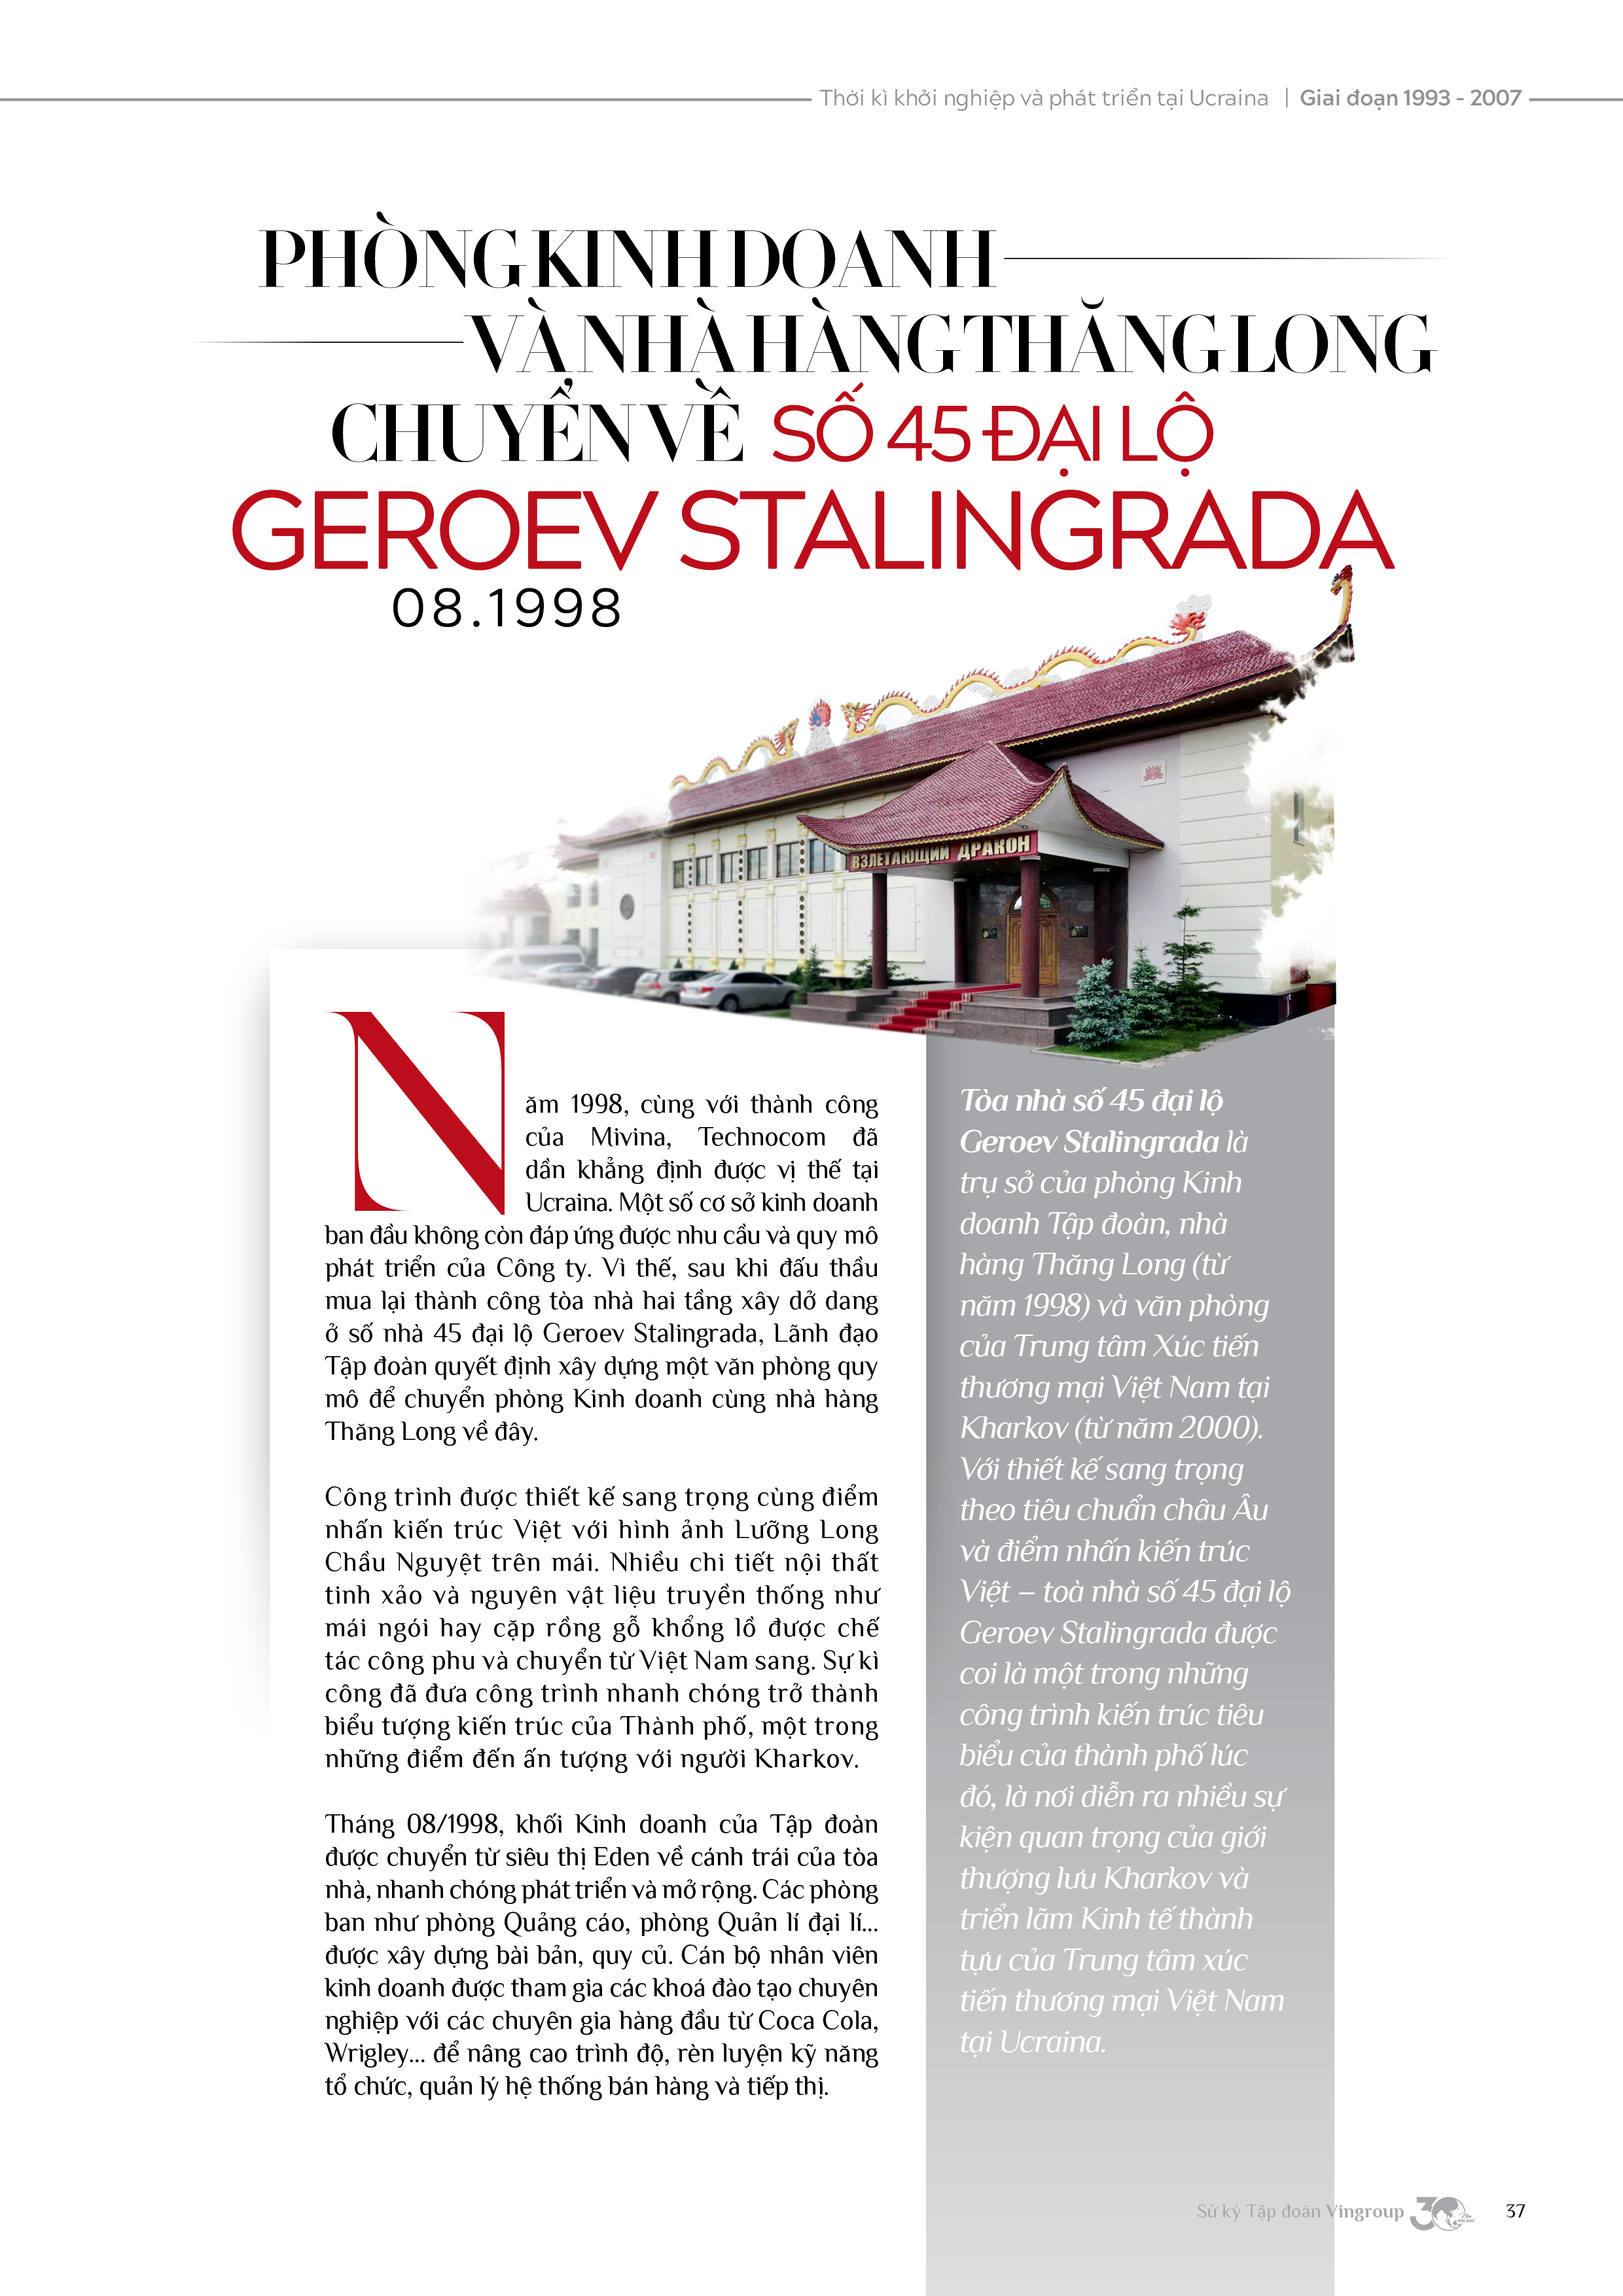 Thời kì khởi nghiệp và phát triển tại Ucraina | Giai đoạn 1993 - 2007
PHÒNG KINH DOANH
VÀ NHÀ HÀNG THĂNG LONG
CHUYỂN VỀ SỐ 45 ĐẠI LỘ
GEROEV STALINGRADA
08.1998
ВЗЛЕТАЮЩИЙ ДРАКОН
Năm 1998, cùng với thành công
của Mivina, Technocom đã
dần khẳng định được vị thế tại
Ucraina. Một số cơ sở kinh doanh
ban đầu không còn đáp ứng được nhu cầu và quy mô
phát triển của Công ty. Vì thế, sau khi đấu thầu
mua lại thành công tòa nhà hai tầng xây dở dang
ở số nhà 45 đại lộ Geroev Stalingrada, Lãnh đạo
Tập đoàn quyết định xây dựng một văn phòng quy
mô để chuyển phòng Kinh doanh cùng nhà hàng
Thăng Long về đây.
Công trình được thiết kế sang trọng cùng điểm
nhấn kiến trúc Việt với hình ảnh Lưỡng Long
Chầu Nguyệt trên mái. Nhiều chi tiết nội thất
tinh xảo và nguyên vật liệu truyền thống như
mái ngói hay cặp rồng gỗ khổng lồ được chế
tác công phu và chuyển từ Việt Nam sang. Sự kì
công đã đưa công trình nhanh chóng trở thành
biểu tượng kiến trúc của Thành phố, một trong
những điểm đến ấn tượng với người Kharkov.
Tháng 08/1998, khối Kinh doanh của Tập đoàn
được chuyển từ siêu thị Eden về cánh trái của tòa
nhà, nhanh chóng phát triển và mở rộng. Các phòng
ban như phòng Quảng cáo, phòng Quản lí đại lí...
được xây dựng bài bản, quy củ. Cán bộ nhân viên
kinh doanh được tham gia các khoá đào tạo chuyên
nghiệp với các chuyên gia hàng đầu từ Coca Cola,
Wrigley... để nâng cao trình độ, rèn luyện kỹ năng
tổ chức, quản lý hệ thống bán hàng và tiếp thị.
Tòa nhà số 45 đại lộ
Geroev Stalingrada là
trụ sở của phòng Kinh
doanh Tập đoàn, nhà
hàng Thăng Long (từ
năm 1998) và văn phòng
của Trung tâm Xúc tiến
thương mại Việt Nam tại
Kharkov (từ năm 2000).
Với thiết kế sang trọng
theo tiêu chuẩn châu Âu
và điểm nhấn kiến trúc
Việt – toà nhà số 45 đại lộ
Geroev Stalingrada được
coi là một trong những
công trình kiến trúc tiêu
biểu của thành phố lúc
đó, là nơi diễn ra nhiều sự
kiện quan trọng của giới
thượng lưu Kharkov và
triển lãm Kinh tế thành
tựu của Trung tâm xúc
tiến thương mại Việt Nam
tại Ucraina.
Sử ký Tập đoàn Vingroup 30 37